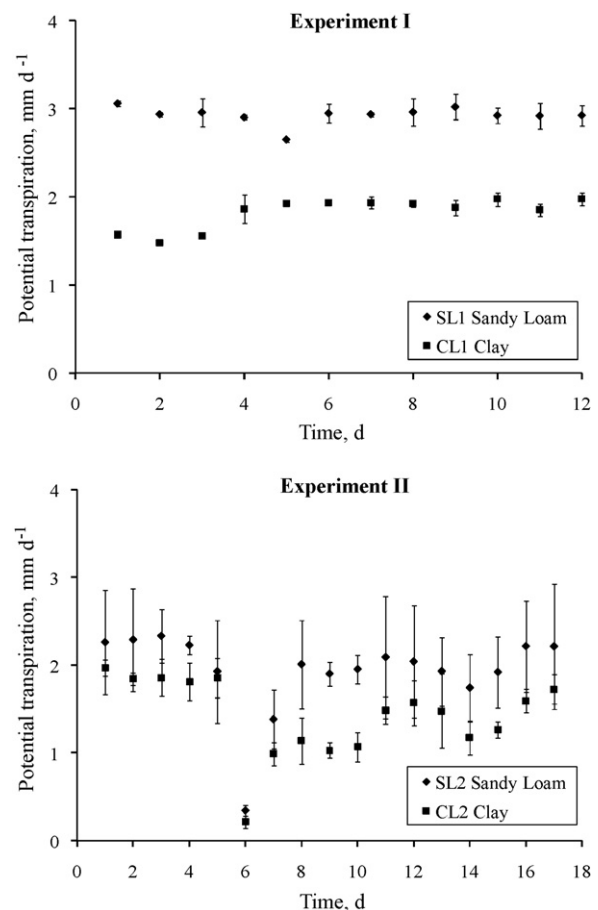 Experiment I
Potential transpiration, mm d -1
4
3
2
1
0
SL1 Sandy Loam
CL1 Clay
0 2 4 6 8 10 12
Time, d
Experiment II
Potential transpiration, mm d-1
4
3
2
1
0
SL2 Sandy Loam
CL2 Clay
0 2 4 6 8 10 12 14 16 18
Time, d